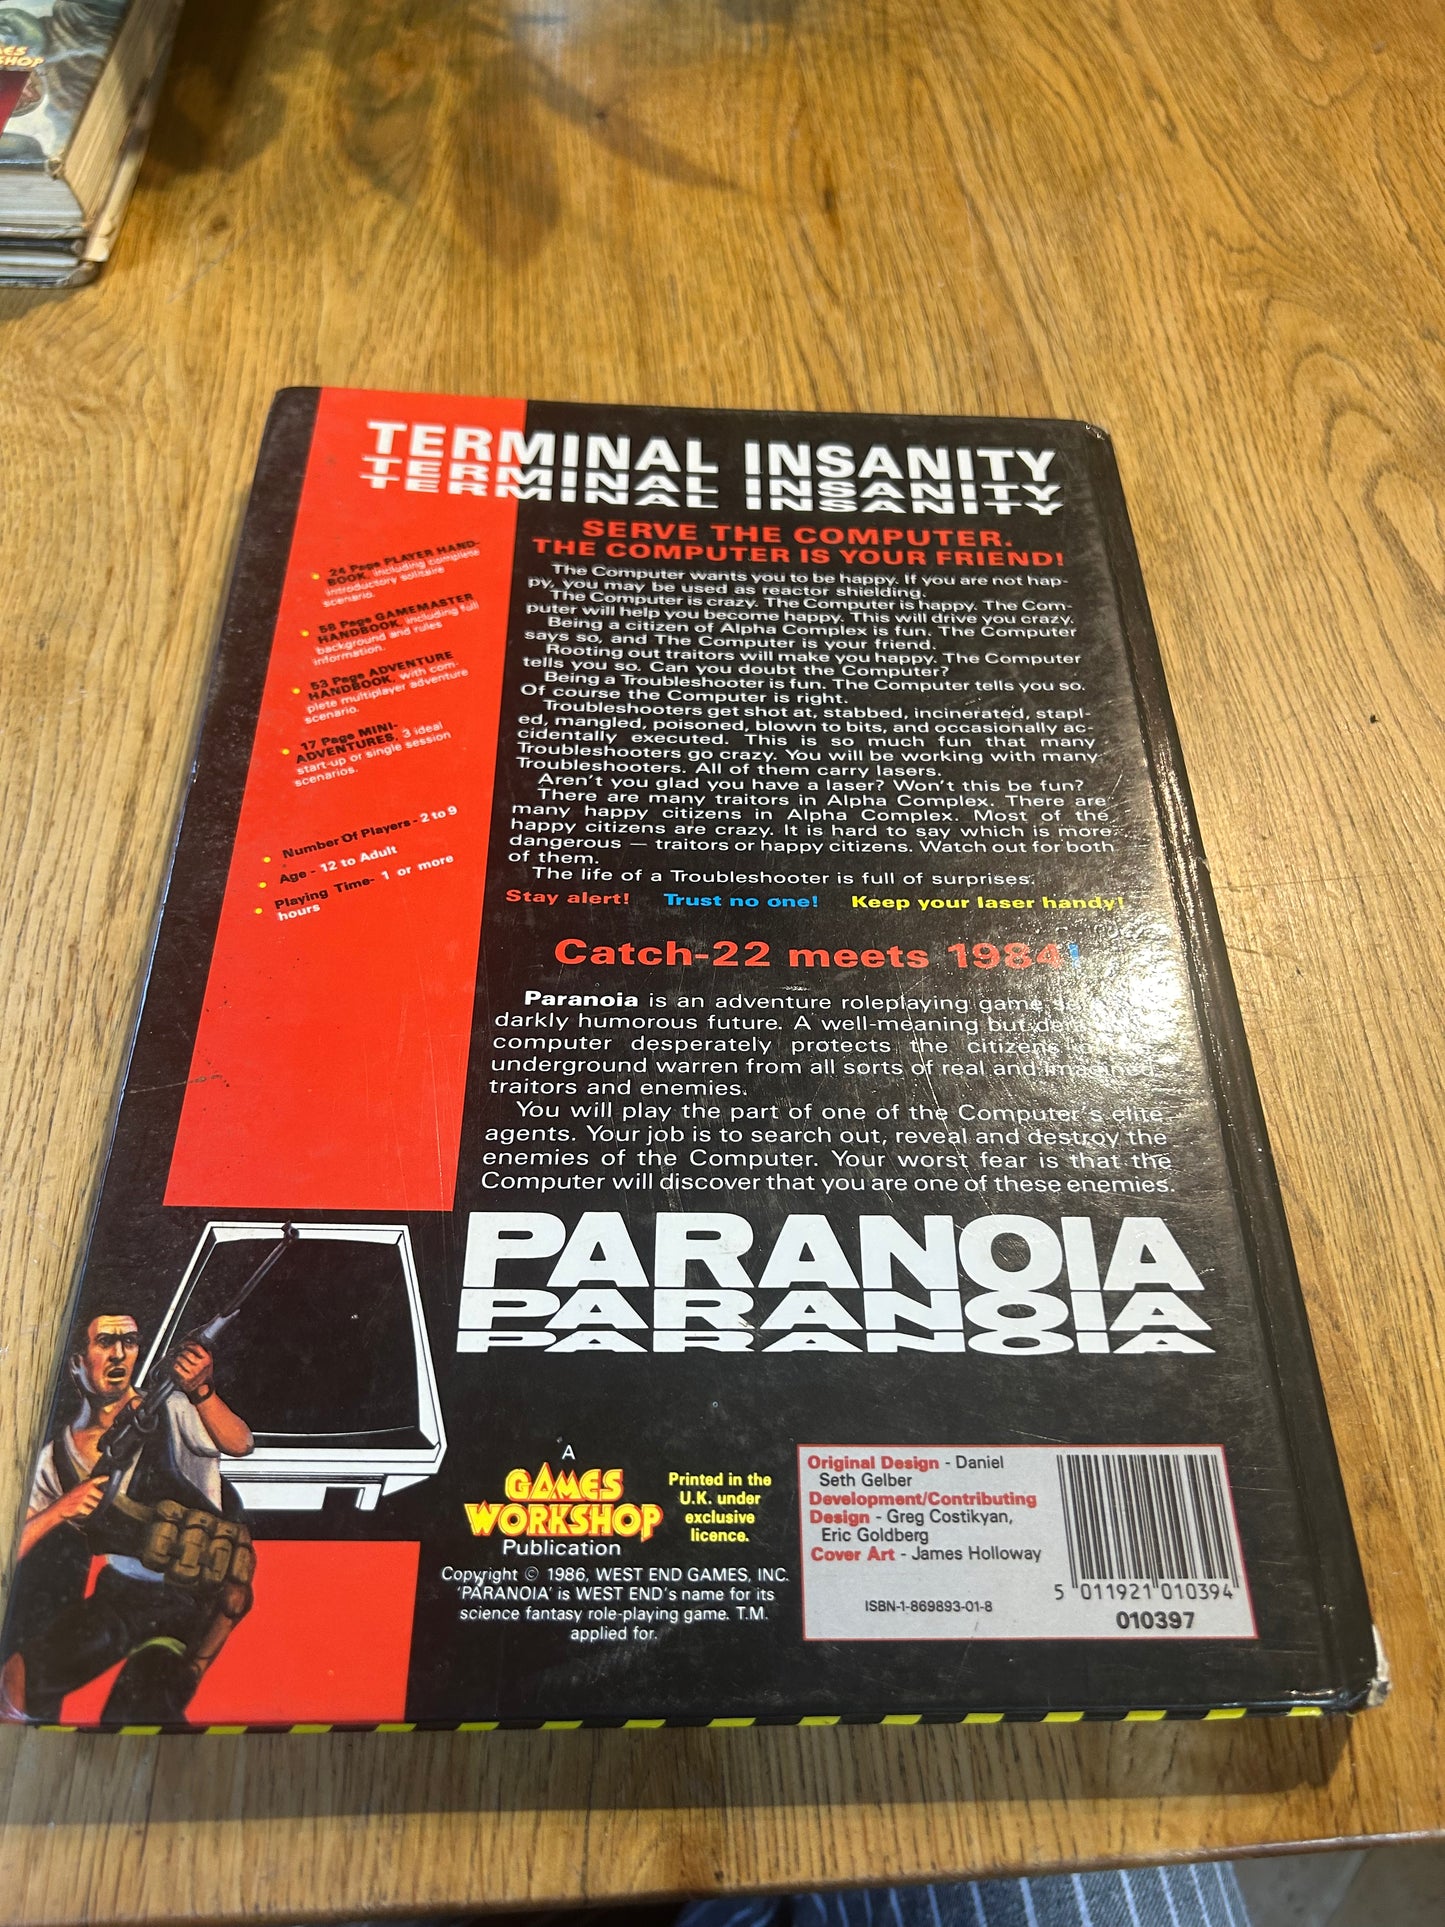 GAMES
WORKSHOP
TERMINAL INSANITY
TERMINAL INSANITY
TERMINAL INSANITY
24 Page PLAYER HAND-
BOOK, including complete
introductory solitaire
scenario.
58 Page GAMEMASTER
HANDBOOK, including full
background and rules
information.
53 Page ADVENTURE
HANDBOOK, with com-
plete multiplayer adventure
scenario.
17 Page MINI-
ADVENTURES, 3 ideal
start-up or single session
scenarios.
Number Of Players - 2 to 9
Age - 12 to Adult
Playing Time- 1 or more
hours
SERVE THE COMPUTER.
THE COMPUTER IS YOUR FRIEND!
The Computer wants you to be happy. If you are not hap-
py, you may be used as reactor shielding.
The Computer is crazy. The Computer is happy. The Com-
puter will help you become happy. This will drive you crazy.
Being a citizen of Alpha Complex is fun. The Computer
says so, and The Computer is your friend.
Rooting out traitors will make you happy. The Computer
tells you so. Can you doubt the Computer?
Being a Troubleshooter is fun. The Computer tells you so.
Of course the Computer is right.
Troubleshooters get shot at, stabbed, incinerated, stapl-
ed, mangled, poisoned, blown to bits, and occasionally ac-
cidentally executed. This is so much fun that many
Troubleshooters go crazy. You will be working with many
Troubleshooters. All of them carry lasers.
Aren't you glad you have a laser? Won't this be fun?
There are many traitors in Alpha Complex. There are
many happy citizens in Alpha Complex. Most of the
happy citizens are crazy. It is hard to say which is more
dangerous — traitors or happy citizens. Watch out for both
of them.
The life of a Troubleshooter is full of surprises.
Stay alert! Trust no one! Keep your laser handy!
Catch-22 meets 1984!
Paranoia is an adventure roleplaying game
darkly humorous future. A well-meaning but
computer desperately protects the citizens
underground warren from all sorts of real and imagined
traitors and enemies.
You will play the part of one of the Computer's elite
agents. Your job is to search out, reveal and destroy the
enemies of the Computer. Your worst fear is that the
Computer will discover that you are one of these enemies.
PARANOIA
PARANOIA
PARANOIA
A
GAMES
WORKSHOP
Publication
Printed in the
U.K. under
exclusive
licence.
Copyright © 1986, WEST END GAMES, INC.
'PARANOIA' is WEST END's name for its
science fantasy role-playing game. T.M.
applied for.
Original Design - Daniel
Seth Gelber
Development/Contributing
Design - Greg Costikyan,
Eric Goldberg
Cover Art - James Holloway
ISBN-1-869893-01-8
5 011921 010394
010397